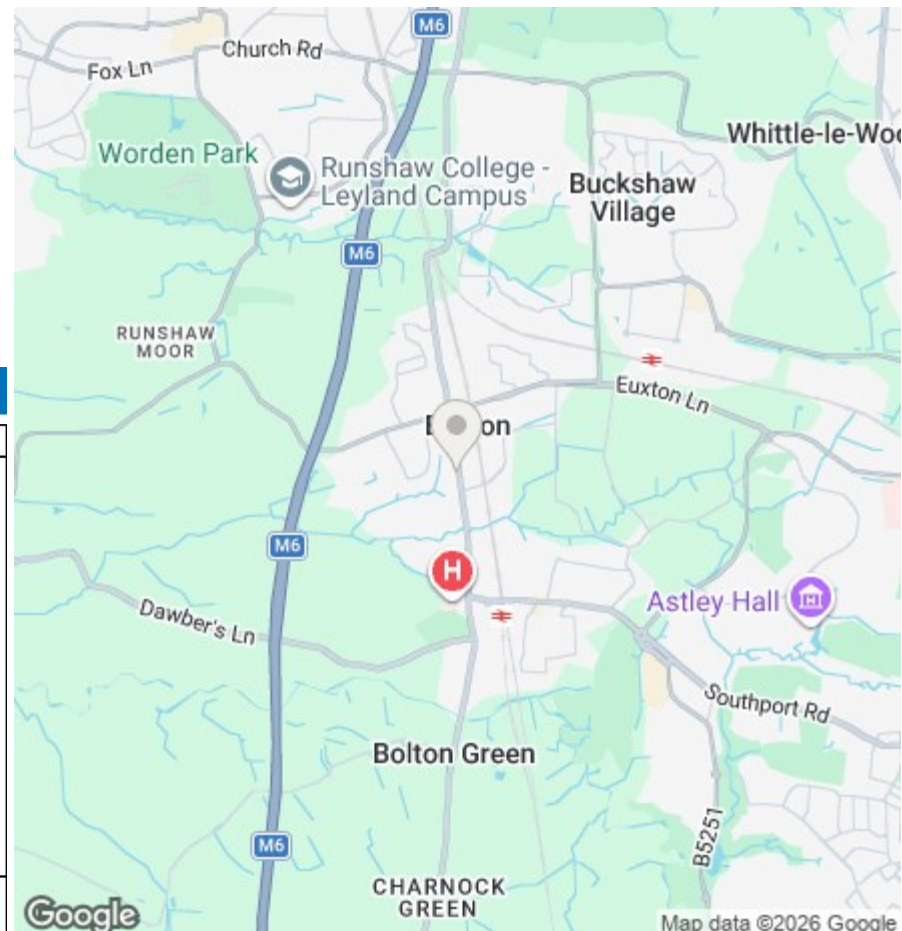 M6
Church Rd
Fox Ln
Whittle-le-Woo
Worden Park
Runshaw College -
Leyland Campus
Buckshaw
Village
M6
RUNSHAW
MOOR
Euxton Ln
M6
H
Astley Hall
Dawber's Ln
Southport Rd
Bolton Green
B5251
M6
CHARNOCK
GREEN
Google
Map data ©2026 Google